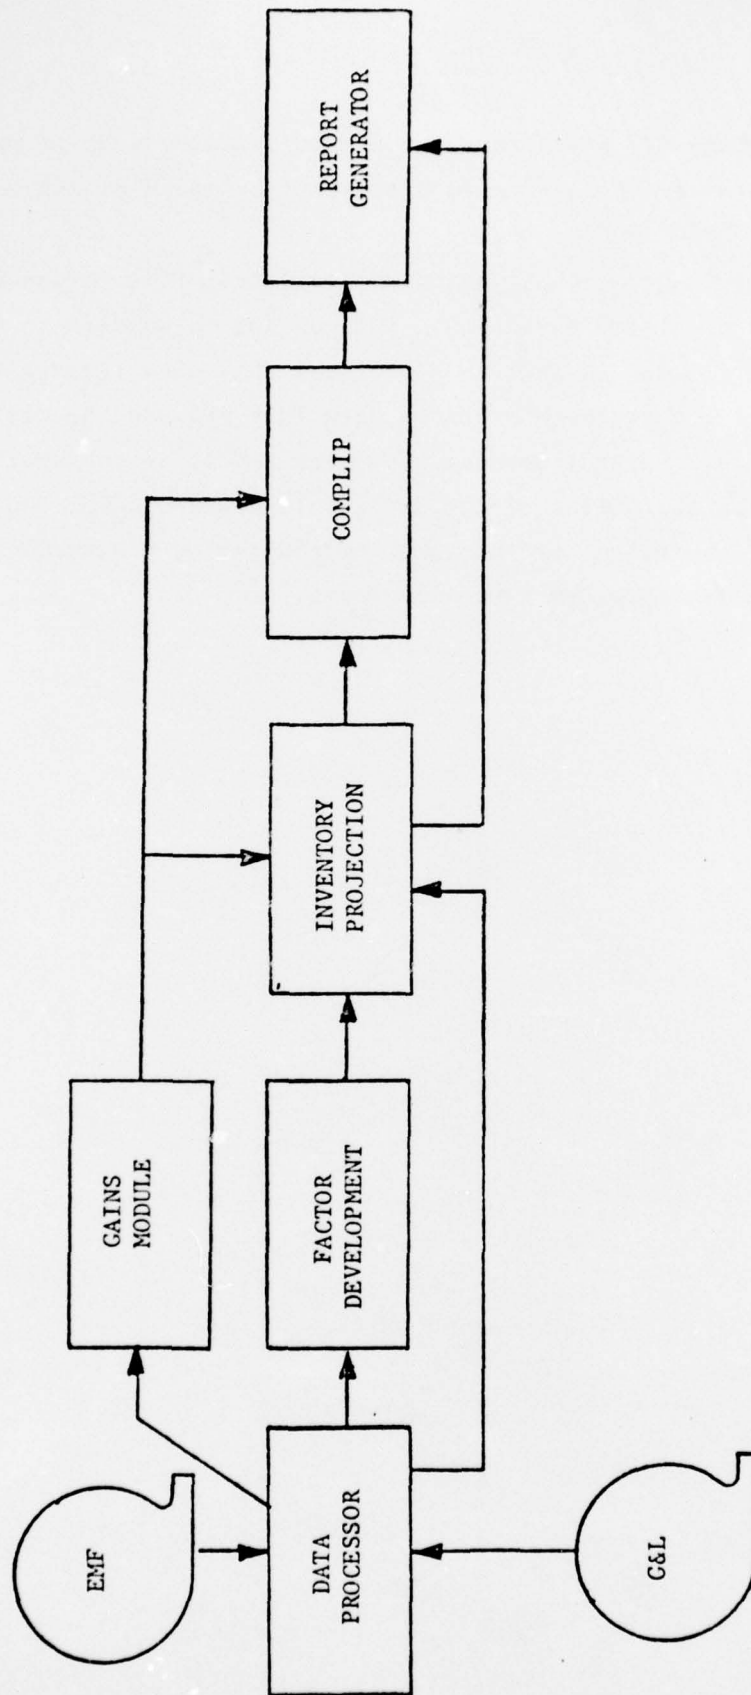 EMF
G&L
DATA
PROCESSOR
GAINS
MODULE
FACTOR
DEVELOPMENT
INVENTORY
PROJECTION
COMPLIP
REPORT
GENERATOR